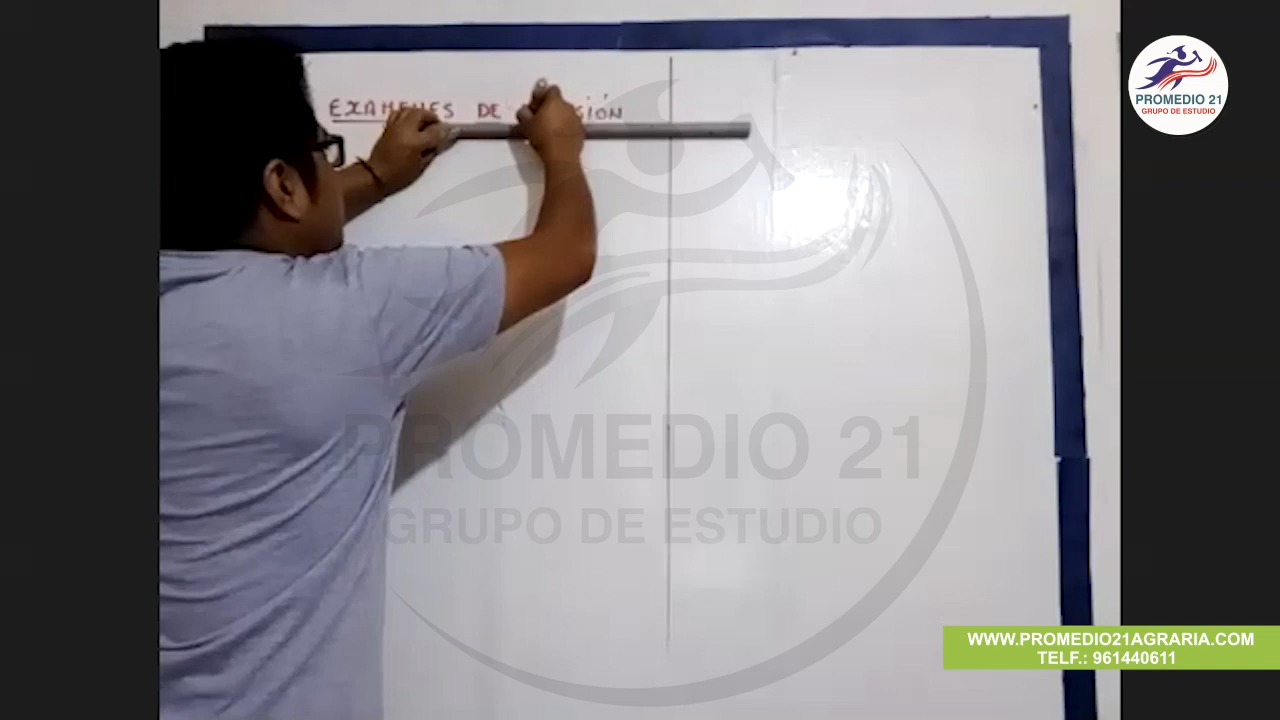 EXAMENES DE
PROMEDIO 21
GRUPO DE ESTUDIO
PROMEDIO 21
GRUPO DE ESTUDIO
WWW.PROMEDIO21AGRARIA.COM
TELF.: 961440611